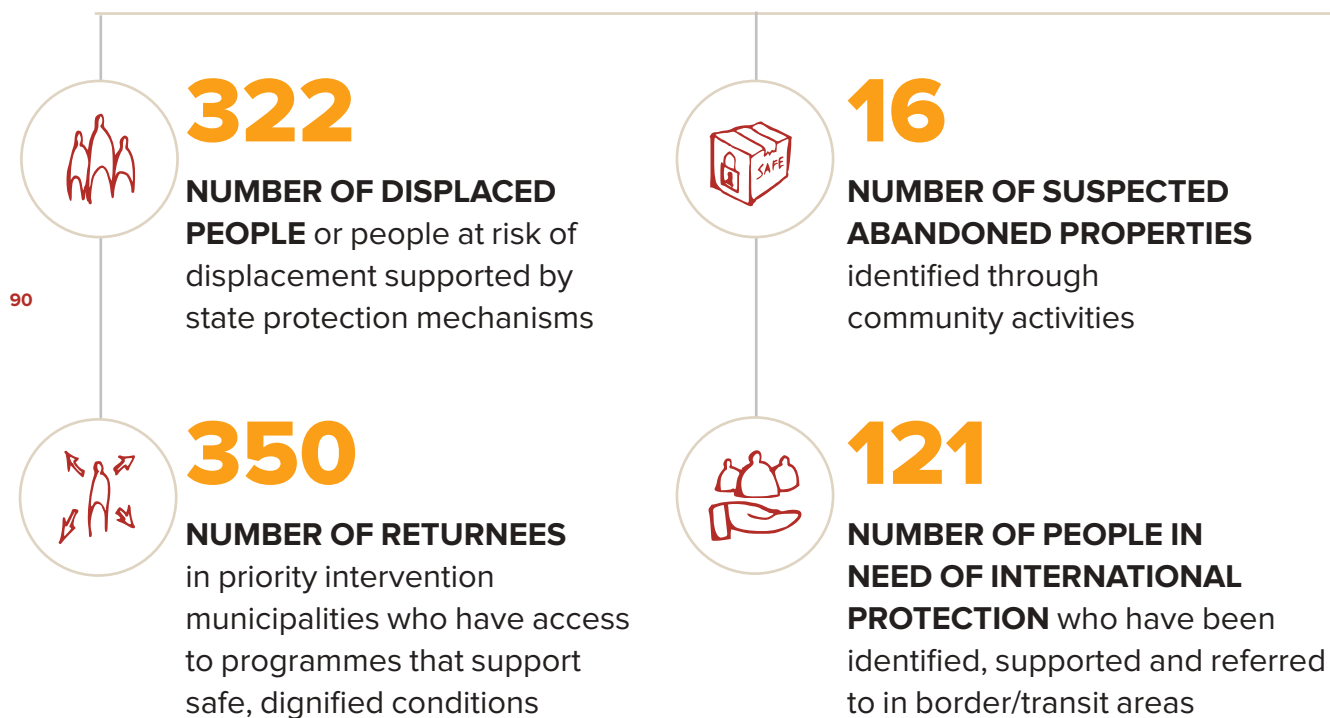 322
NUMBER OF DISPLACED
PEOPLE or people at risk of
displacement supported by
state protection mechanisms
16
SAFE
NUMBER OF SUSPECTED
ABANDONED PROPERTIES
identified through
community activities
90
350
NUMBER OF RETURNEES
in priority intervention
municipalities who have access
to programmes that support
safe, dignified conditions
121
NUMBER OF PEOPLE IN
NEED OF INTERNATIONAL
PROTECTION who have been
identified, supported and referred
to in border/transit areas